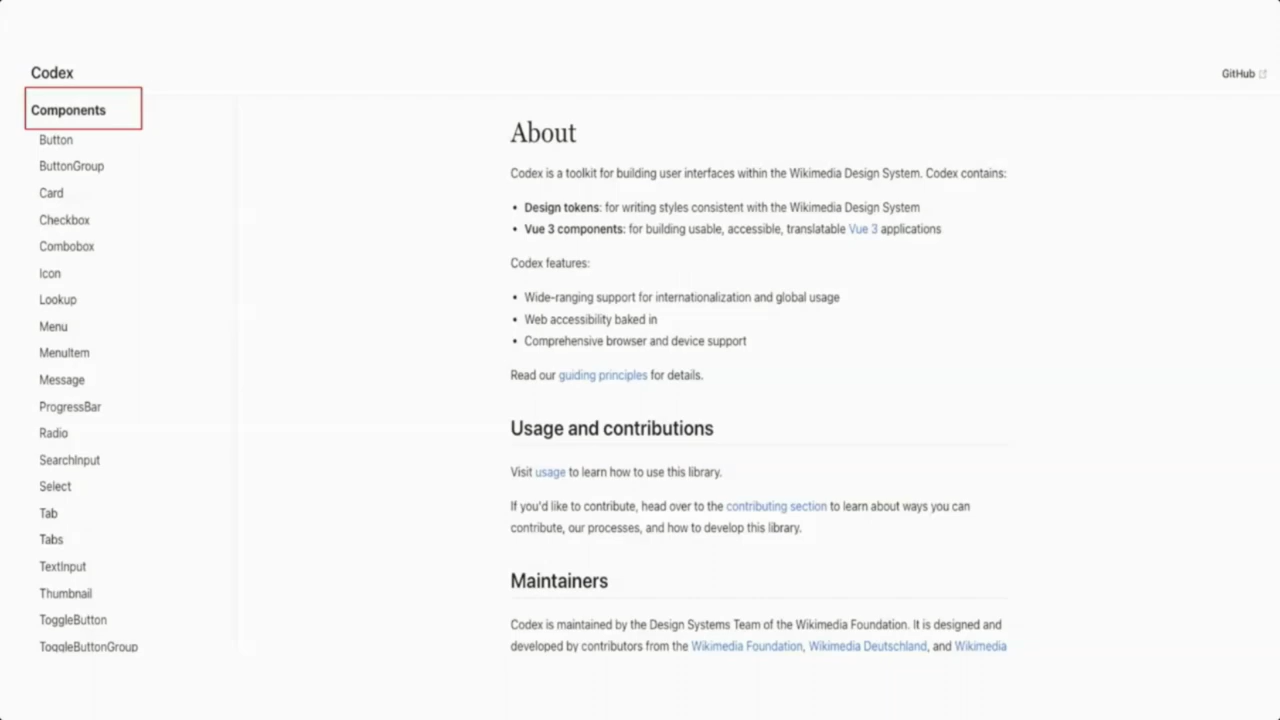 Codex
GitHub
Components
Button
ButtonGroup
Card
Checkbox
Combobox
Icon
Lookup
Menu
MenuItem
Message
ProgressBar
Radio
SearchInput
Select
Tab
Tabs
TextInput
Thumbnail
ToggleButton
ToggleButtonGroup
About
Codex is a toolkit for building user interfaces within the Wikimedia Design System. Codex contains:
• Design tokens: for writing styles consistent with the Wikimedia Design System
• Vue 3 components: for building usable, accessible, translatable Vue 3 applications
Codex features:
• Wide-ranging support for internationalization and global usage
• Web accessibility baked in
• Comprehensive browser and device support
Read our guiding principles for details.
Usage and contributions
Visit usage to learn how to use this library.
If you'd like to contribute, head over to the contributing section to learn about ways you can
contribute, our processes, and how to develop this library.
Maintainers
Codex is maintained by the Design Systems Team of the Wikimedia Foundation. It is designed and
developed by contributors from the Wikimedia Foundation, Wikimedia Deutschland, and Wikimedia